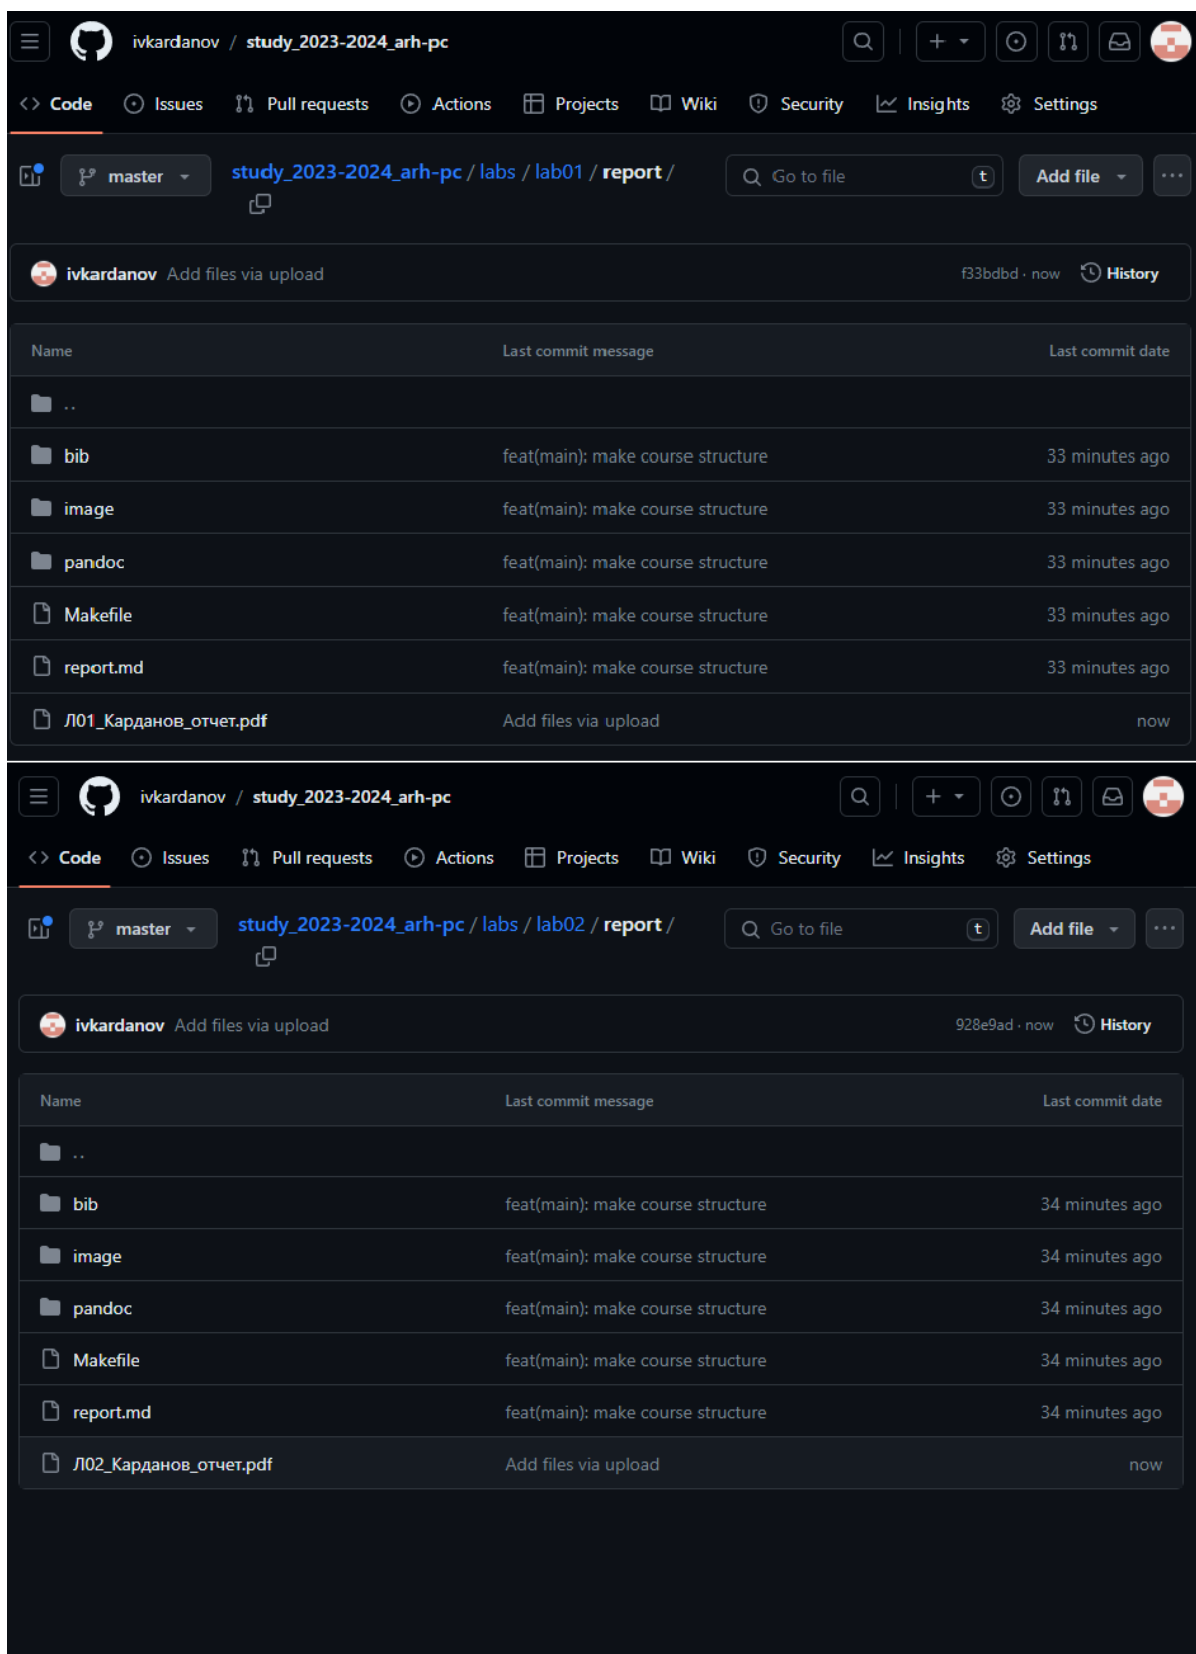 ivkardanov / study_2023-2024_arh-pc
Code Issues Pull requests Actions Projects Wiki Security Insights Settings
master study_2023-2024_arh-pc / labs / lab01 / report / Go to file t Add file
ivkardanov Add files via upload f33bdbd · now History
Name Last commit message Last commit date
..
bib feat(main): make course structure 33 minutes ago
image feat(main): make course structure 33 minutes ago
pandoc feat(main): make course structure 33 minutes ago
Makefile feat(main): make course structure 33 minutes ago
report.md feat(main): make course structure 33 minutes ago
Л01_Карданов_отчет.pdf Add files via upload now
ivkardanov / study_2023-2024_arh-pc
Code Issues Pull requests Actions Projects Wiki Security Insights Settings
master study_2023-2024_arh-pc / labs / lab02 / report / Go to file t Add file
ivkardanov Add files via upload 928e9ad · now History
Name Last commit message Last commit date
..
bib feat(main): make course structure 34 minutes ago
image feat(main): make course structure 34 minutes ago
pandoc feat(main): make course structure 34 minutes ago
Makefile feat(main): make course structure 34 minutes ago
report.md feat(main): make course structure 34 minutes ago
Л02_Карданов_отчет.pdf Add files via upload now